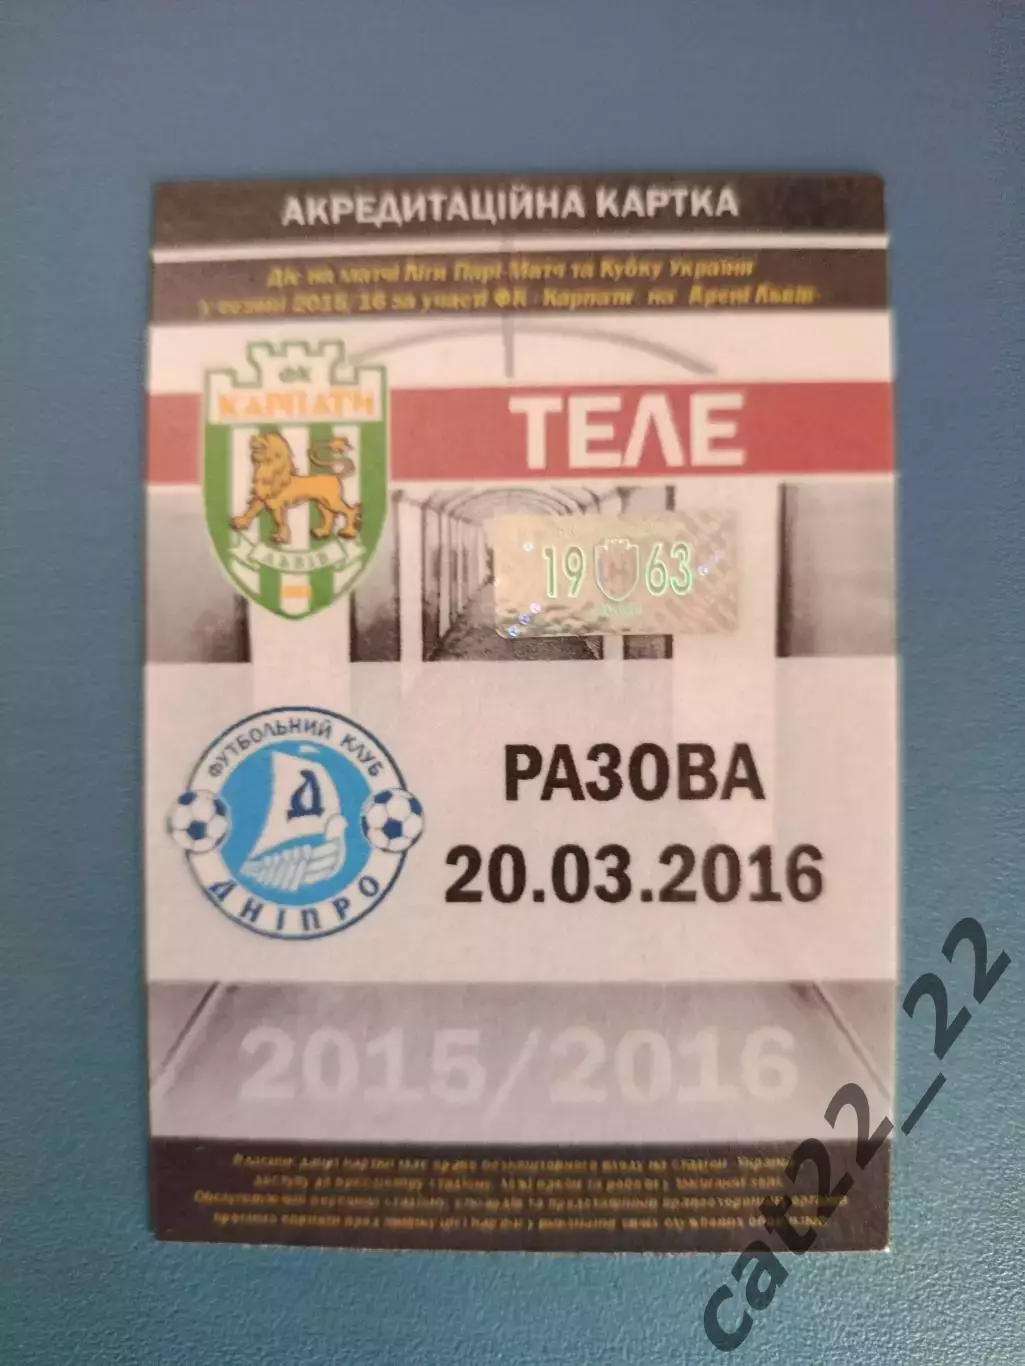 АКРЕДИТАЦІЙНА КАРТКА
Діє на матчі Ліги Парі-Матч та Кубку України
у сезоні 2015/16 за участі ФК Карпати на Арені Львів
ФК
КАРПАТИ
ЛЬВІВ
ТЕЛЕ
19 63
ФУТБОЛЬНИЙ КЛУБ
Д
ДНІПРО
РАЗОВА
20.03.2016
2015/2016
cat22_22